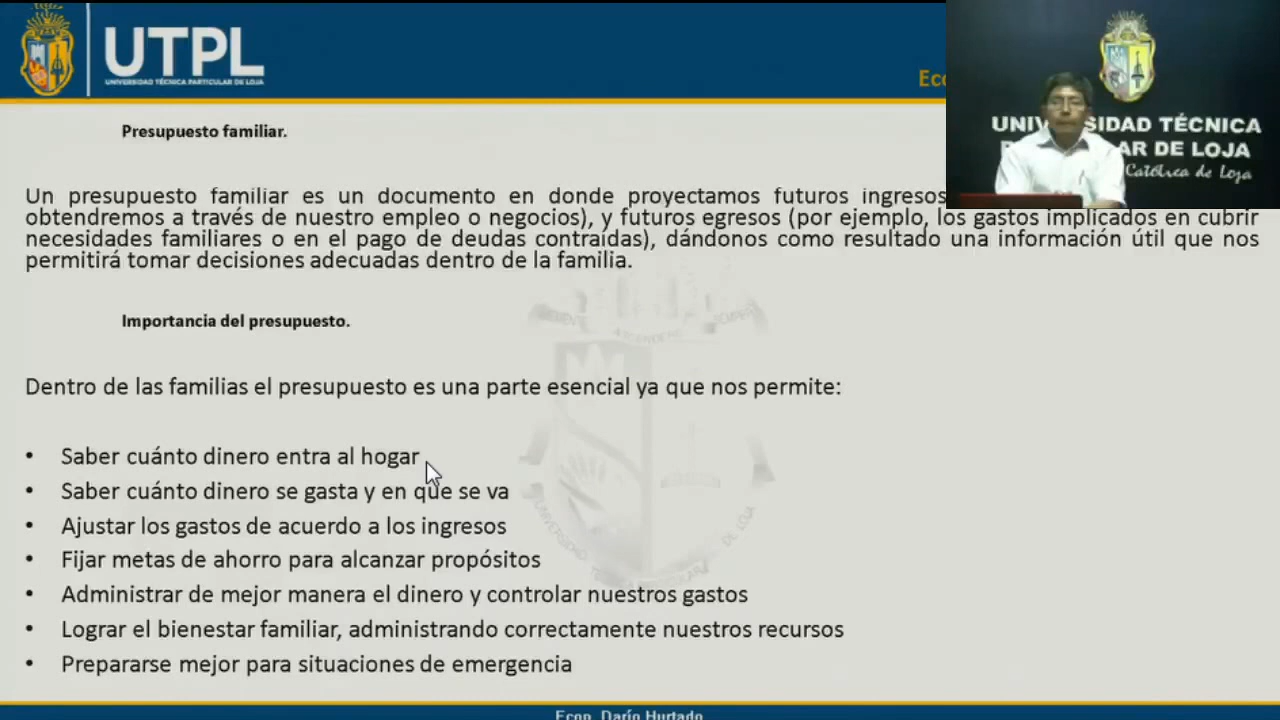 UTPL
UNIVERSIDAD TÉCNICA PARTICULAR DE LOJA
Presupuesto familiar.
UNIVERSIDAD TÉCNICA
DE LOJA
Católica de Loja
Un presupuesto familiar es un documento en donde proyectamos futuros ingresos
obtendremos a través de nuestro empleo o negocios), y futuros egresos (por ejemplo, los gastos implicados en cubrir
necesidades familiares o en el pago de deudas contraídas), dándonos como resultado una información útil que nos
permitirá tomar decisiones adecuadas dentro de la familia.
Importancia del presupuesto.
Dentro de las familias el presupuesto es una parte esencial ya que nos permite:
• Saber cuánto dinero entra al hogar
• Saber cuánto dinero se gasta y en que se va
• Ajustar los gastos de acuerdo a los ingresos
• Fijar metas de ahorro para alcanzar propósitos
• Administrar de mejor manera el dinero y controlar nuestros gastos
• Lograr el bienestar familiar, administrando correctamente nuestros recursos
• Prepararse mejor para situaciones de emergencia
Econ. Darío Hurtado